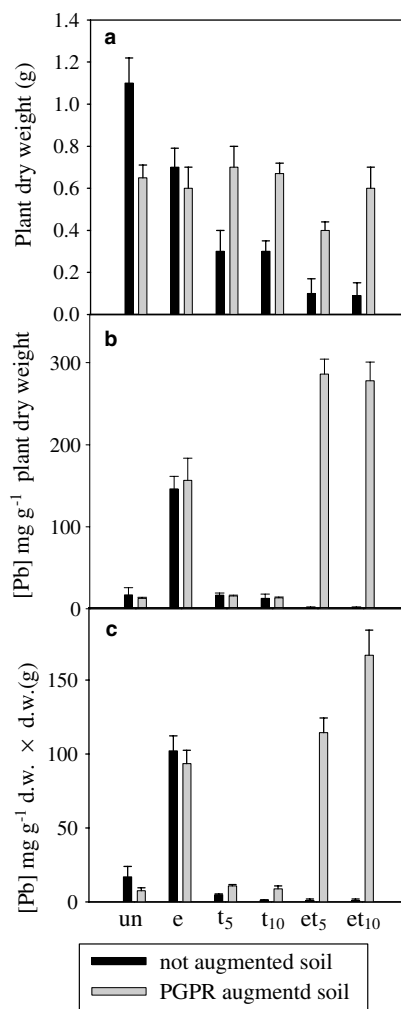 a
Plant dry weight (g)
1.4
1.2
1.0
0.8
0.6
0.4
0.2
0.0
b
[Pb] mg g-1 plant dry weight
300
200
100
0
c
[Pb] mg g-1 d.w. × d.w.(g)
150
100
50
0
un e t5 t10 et5 et10
not augmented soil
PGPR augmentd soil